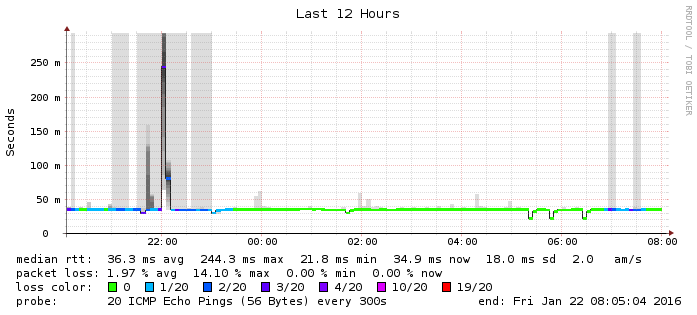 Last 12 Hours
RRDTOOL / TOBI OETIKER
Seconds
250 m
200 m
150 m
100 m
50 m
0
22:00 00:00 02:00 04:00 06:00 08:00
median rtt: 36.3 ms avg 244.3 ms max 21.8 ms min 34.9 ms now 18.0 ms sd 2.0 am/s
packet loss: 1.97 % avg 14.10 % max 0.00 % min 0.00 % now
loss color: 0 1/20 2/20 3/20 4/20 10/20 19/20
probe: 20 ICMP Echo Pings (56 Bytes) every 300s end: Fri Jan 22 08:05:04 2016